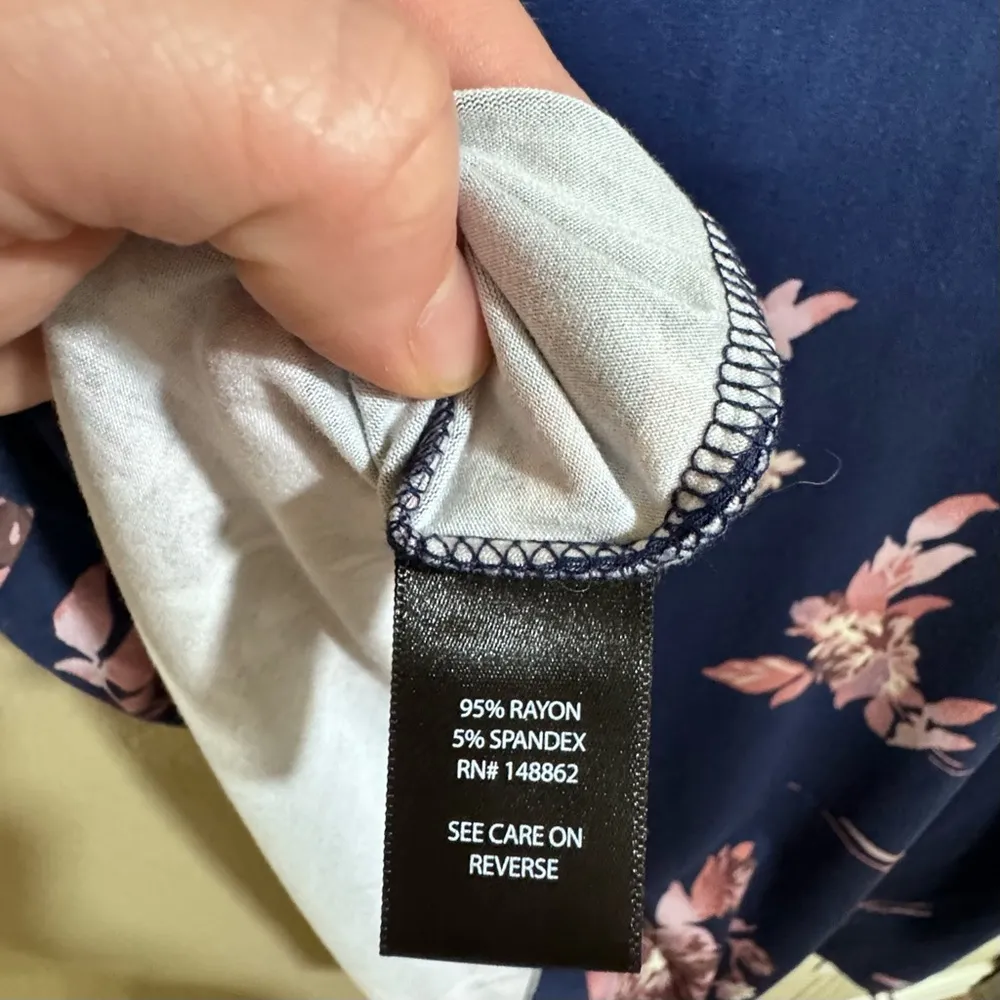 95% RAYON
5% SPANDEX
RN# 148862
SEE CARE ON
REVERSE